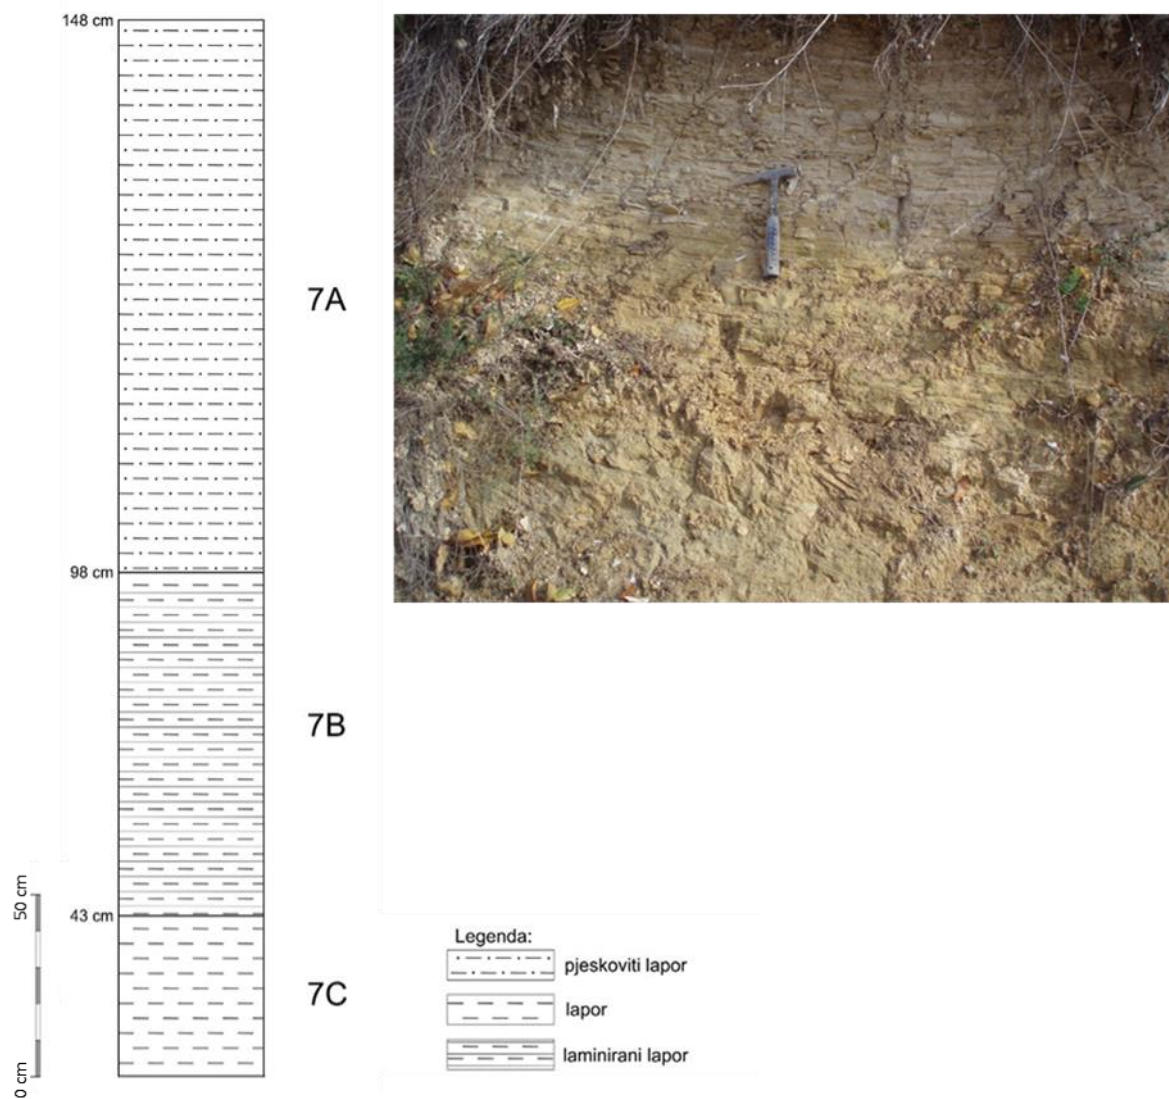 148 cm
7A
98 cm
7B
50 cm
43 cm
7C
0 cm
Legenda:
pjeskoviti lapor
lapor
laminirani lapor